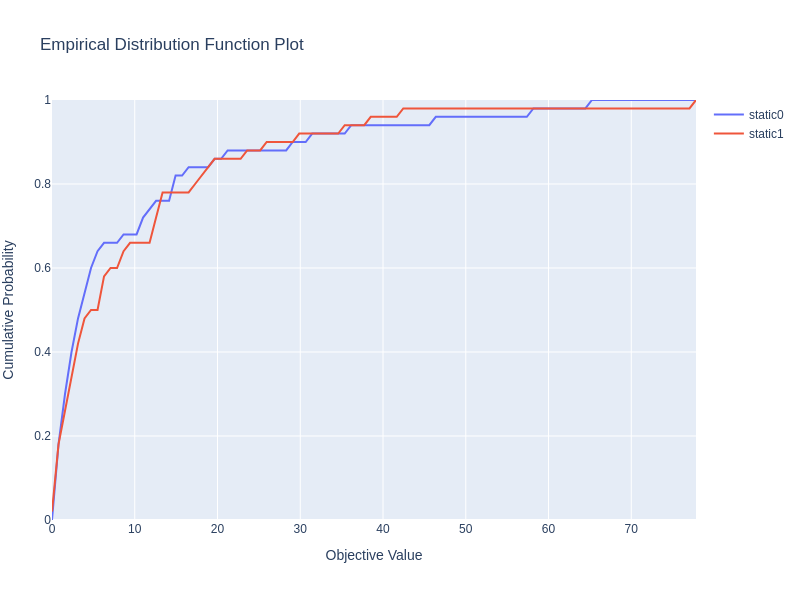 Empirical Distribution Function Plot
static0
static1
Cumulative Probability
1
0.8
0.6
0.4
0.2
0
0 10 20 30 40 50 60 70
Objective Value